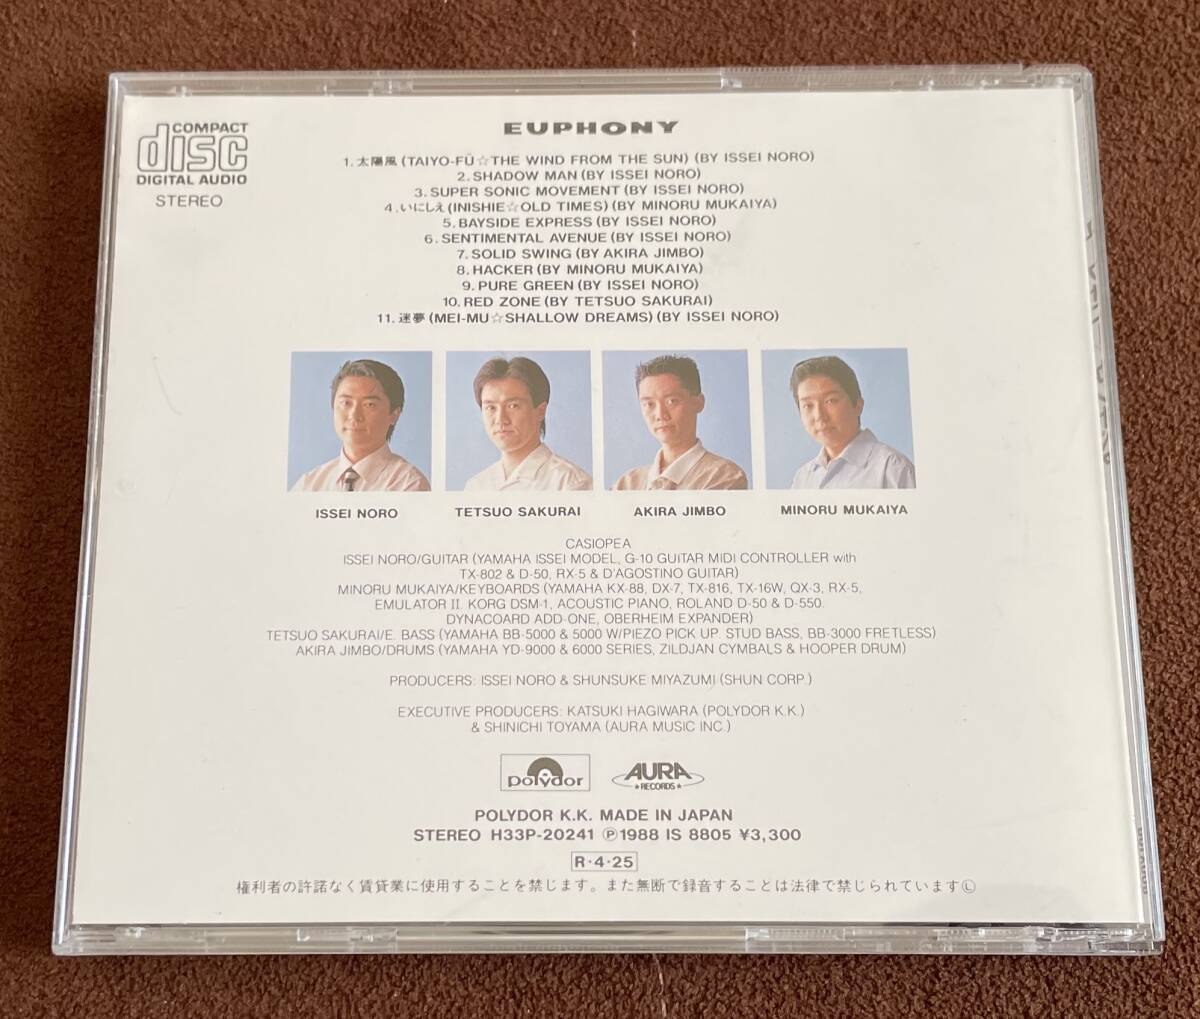 COMPACT
disc
DIGITAL AUDIO
STEREO
EUPHONY
1.太陽風(TAIYO-FŪ☆THE WIND FROM THE SUN)(BY ISSEI NORO)
2.SHADOW MAN(BY ISSEI NORO)
3.SUPER SONIC MOVEMENT(BY ISSEI NORO)
4.いにしえ(INISHIE☆OLD TIMES)(BY MINORU MUKAIYA)
5.BAYSIDE EXPRESS(BY ISSEI NORO)
6.SENTIMENTAL AVENUE(BY ISSEI NORO)
7.SOLID SWING(BY AKIRA JIMBO)
8.HACKER(BY MINORU MUKAIYA)
9.PURE GREEN(BY ISSEI NORO)
10.RED ZONE(BY TETSUO SAKURAI)
11.迷夢(MEI-MU☆SHALLOW DREAMS)(BY ISSEI NORO)
ISSEI NORO
TETSUO SAKURAI
AKIRA JIMBO
MINORU MUKAIYA
CASIOPEA
ISSEI NORO/GUITAR (YAMAHA ISSEI MODEL, G-10 GUITAR MIDI CONTROLLER with
TX-802 & D-50, RX-5 & D'AGOSTINO GUITAR)
MINORU MUKAIYA/KEYBOARDS (YAMAHA KX-88, DX-7, TX-816, TX-16W, QX-3, RX-5,
EMULATOR II. KORG DSM-1, ACOUSTIC PIANO, ROLAND D-50 & D-550.
DYNACOARD ADD-ONE, OBERHEIM EXPANDER)
TETSUO SAKURAI/E. BASS (YAMAHA BB-5000 & 5000 W/PIEZO PICK UP. STUD BASS, BB-3000 FRETLESS)
AKIRA JIMBO/DRUMS (YAMAHA YD-9000 & 6000 SERIES, ZILDJAN CYMBALS & HOOPER DRUM)
PRODUCERS: ISSEI NORO & SHUNSUKE MIYAZUMI (SHUN CORP.)
EXECUTIVE PRODUCERS: KATSUKI HAGIWARA (POLYDOR K.K.)
& SHINICHI TOYAMA (AURA MUSIC INC.)
polydor
AURA
★RECORDS★
POLYDOR K.K. MADE IN JAPAN
STEREO H33P-20241 Ⓟ1988 IS 8805 ¥3,300
R・4・25
権利者の許諾なく賃貸業に使用することを禁じます。また無断で録音することは法律で禁じられていますⓁ